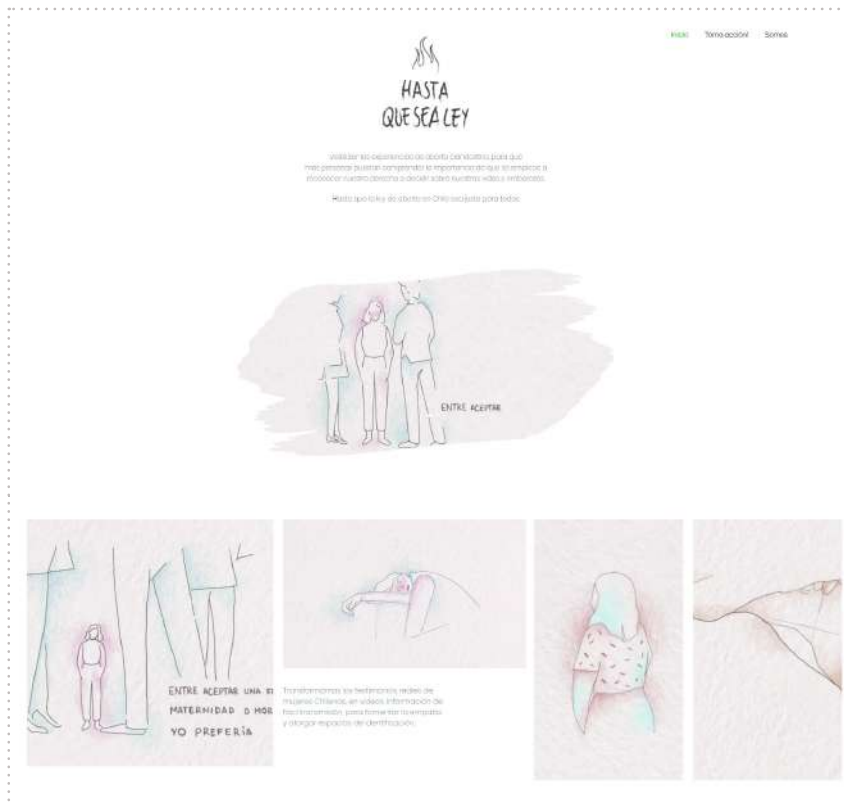 Inicio Toma acción! Somos
HASTA
QUE SEA LEY
Visibilizar las experiencias de aborto clandestino para que
más personas puedan comprender la importancia de que se empiece a
reconocer nuestro derecho a decidir sobre nuestras vidas y embarazos.
Hasta que la ley de aborto en Chile sea justa para todas.
ENTRE ACEPTAR
ENTRE ACEPTAR UNA
MATERNIDAD O MOR
YO PREFERÍA
Transformamos los testimonios reales de
mujeres Chilenas, en videos información de
fácil transmisión, para fomentar la empatía
y otorgar espacios de identificación.